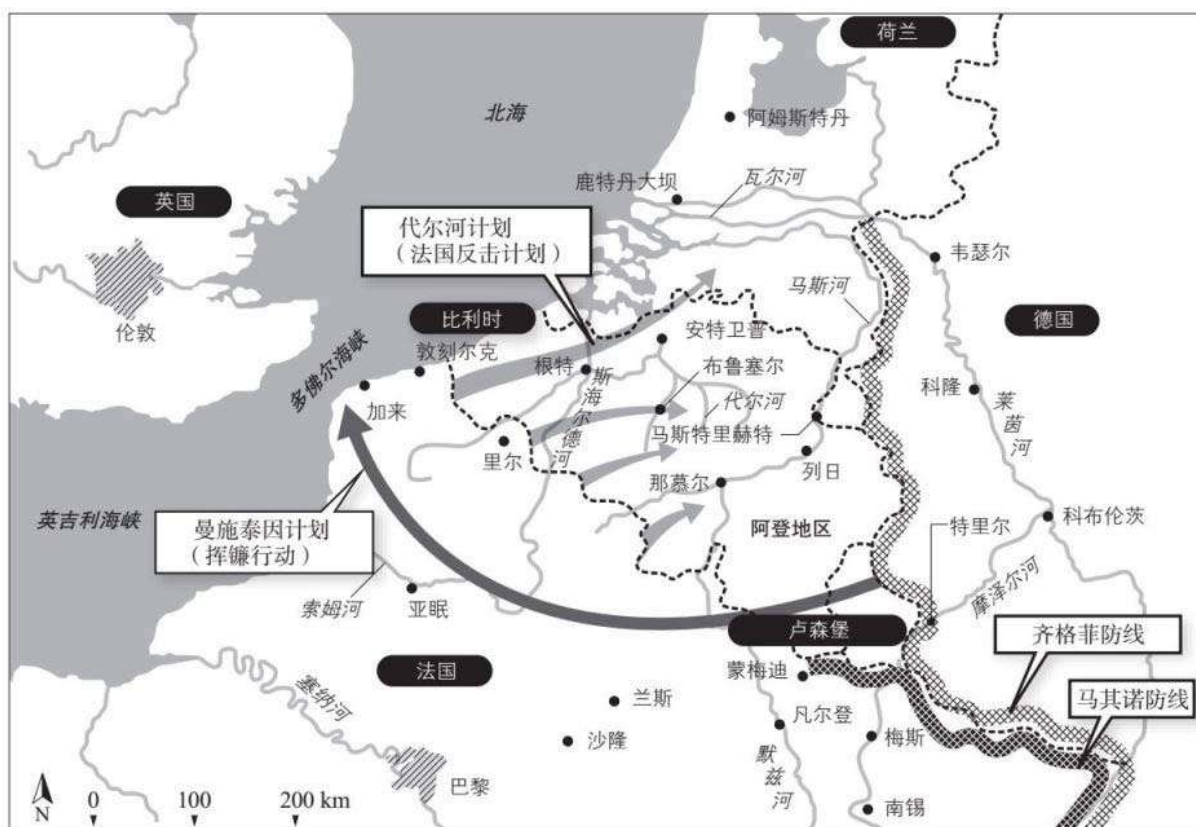 荷兰
北海
阿姆斯特丹
鹿特丹大坝
瓦尔河
英国
代尔河计划
（法国反击计划）
韦瑟尔
马斯河
比利时
德国
安特卫普
伦敦
多佛尔海峡
敦刻尔克
根特
斯海尔德河
布鲁塞尔
科隆
莱茵河
加来
代尔河
马斯特里赫特
里尔
列日
那慕尔
英吉利海峡
曼施泰因计划
（挥镰行动）
阿登地区
特里尔
科布伦茨
索姆河
亚眠
摩泽尔河
卢森堡
齐格菲防线
法国
蒙梅迪
马其诺防线
塞纳河
兰斯
凡尔登
沙隆
默兹河
梅斯
巴黎
N
0 100 200 km
南锡